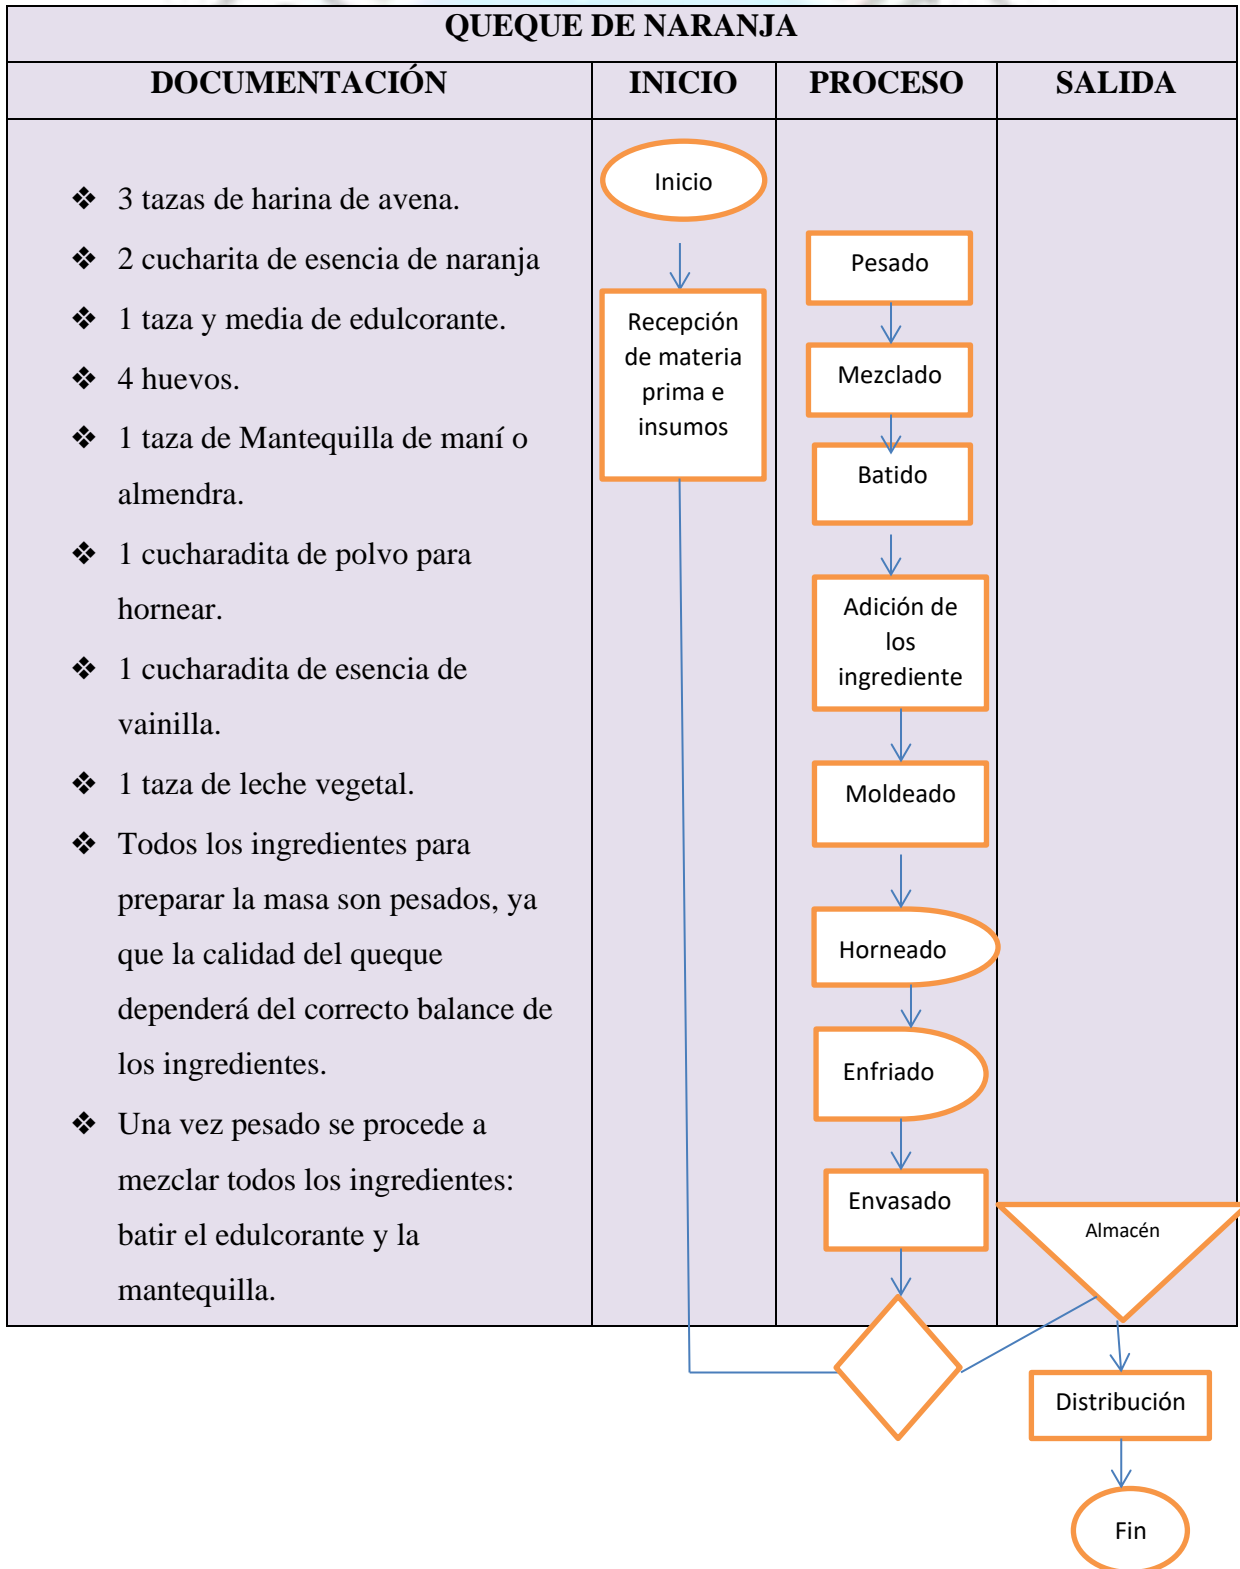 QUEQUE DE NARANJA
DOCUMENTACIÓN
INICIO
PROCESO
SALIDA
❖ 3 tazas de harina de avena.
❖ 2 cucharita de esencia de naranja
❖ 1 taza y media de edulcorante.
❖ 4 huevos.
❖ 1 taza de Mantequilla de maní o
almendra.
❖ 1 cucharadita de polvo para
hornear.
❖ 1 cucharadita de esencia de
vainilla.
❖ 1 taza de leche vegetal.
❖ Todos los ingredientes para
preparar la masa son pesados, ya
que la calidad del queque
dependerá del correcto balance de
los ingredientes.
❖ Una vez pesado se procede a
mezclar todos los ingredientes:
batir el edulcorante y la
mantequilla.
Inicio
Recepción
de materia
prima e
insumos
Pesado
Mezclado
Batido
Adición de
los
ingrediente
Moldeado
Horneado
Enfriado
Envasado
Almacén
Distribución
Fin